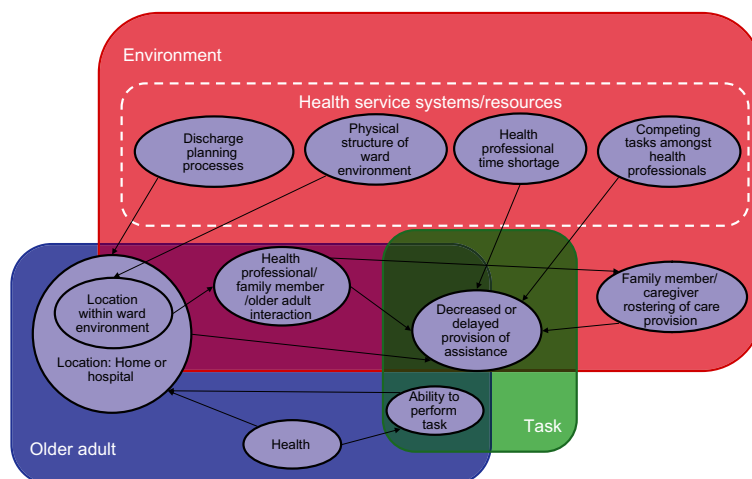 Environment
Health service systems/resources
Discharge
planning
processes
Physical
structure of
ward
environment
Health
professional
time shortage
Competing
tasks amongst
health
professionals
Health
professional/
family member
/older adult
interaction
Location
within ward
environment
Location: Home or
hospital
Decreased or
delayed
provision of
assistance
Family member/
caregiver
rostering of care
provision
Ability to
perform
task
Health
Older adult
Task